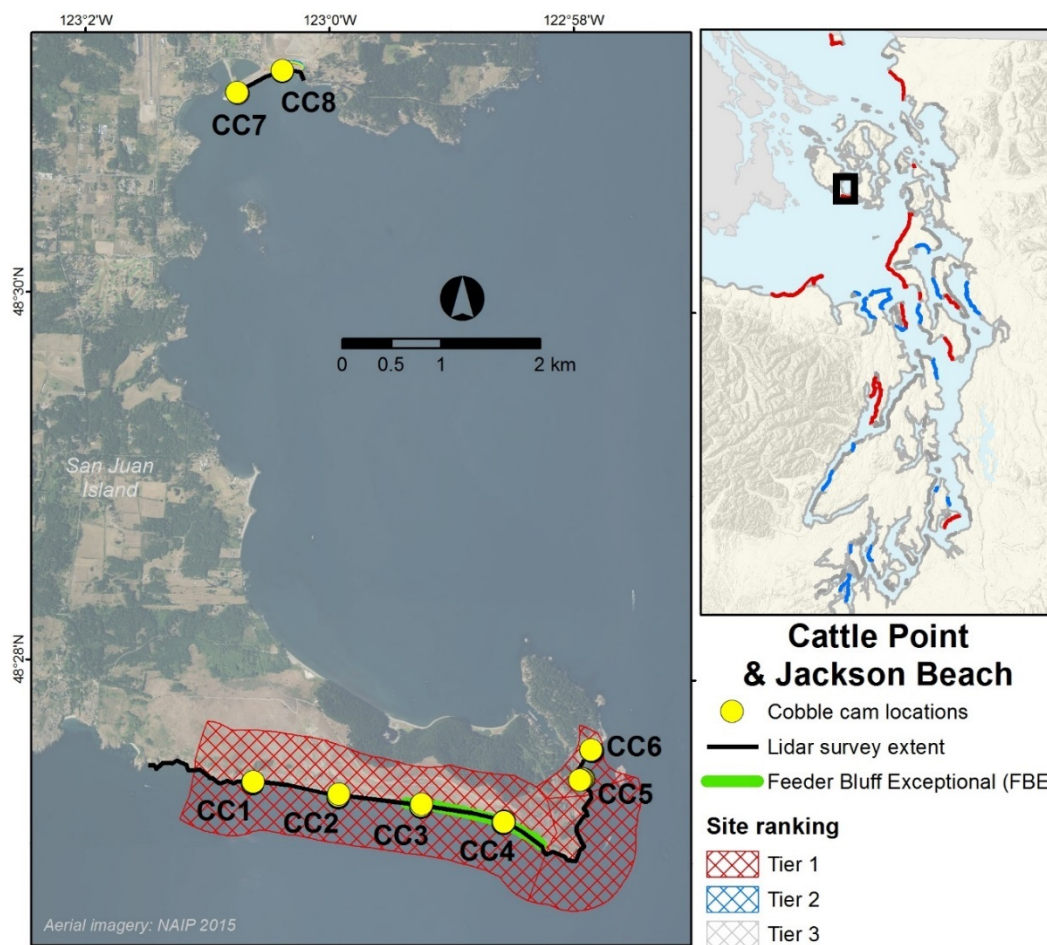 123°2'W
123°0'W
122°58'W
CC7
CC8
48°30'N
0
0.5
1
2 km
San Juan
Island
48°28'N
CC6
CC1
CC2
CC3
CC4
CC5
Aerial imagery: NAIP 2015
Cattle Point
& Jackson Beach
Cobble cam locations
Lidar survey extent
Feeder Bluff Exceptional (FBE
Site ranking
Tier 1
Tier 2
Tier 3